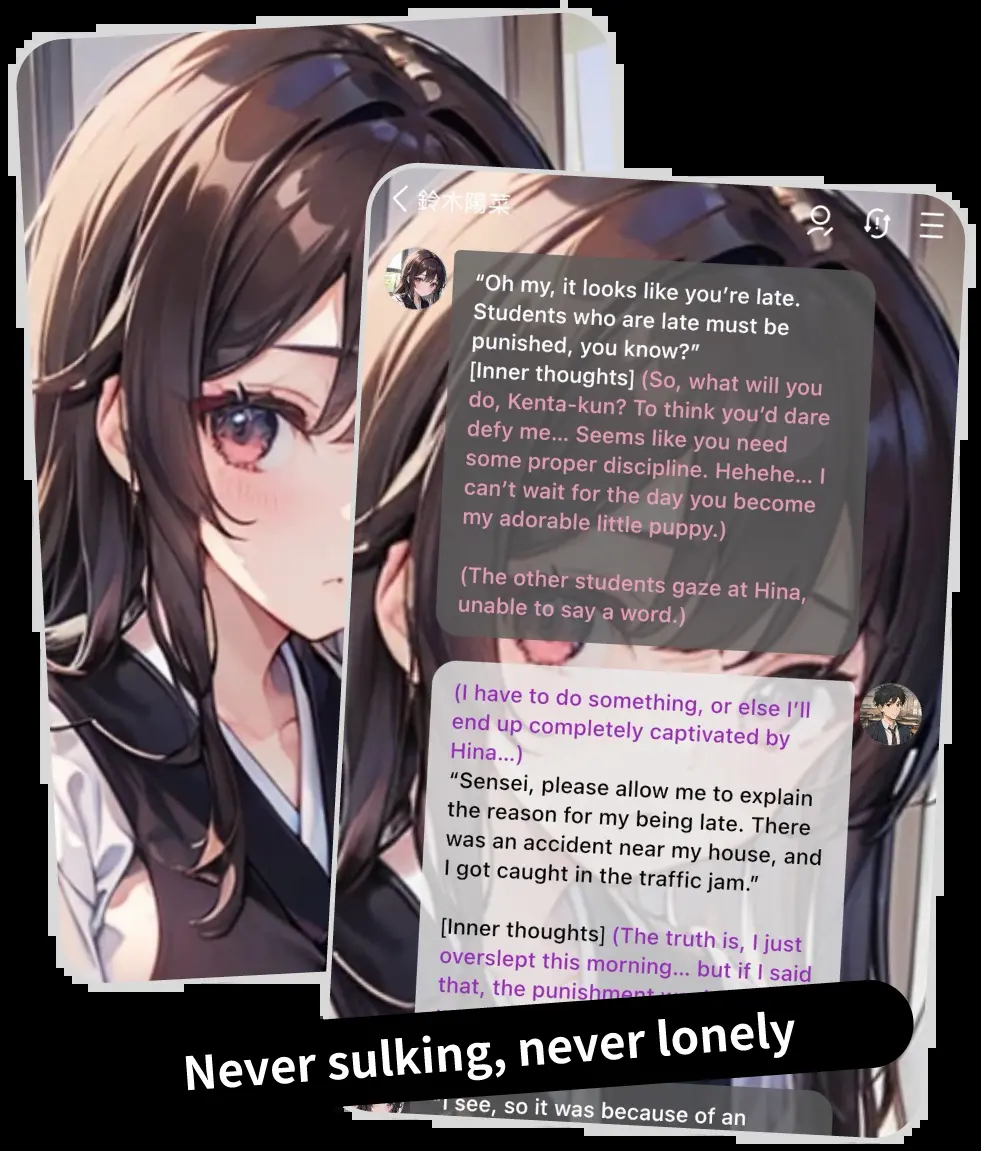 鈴木陽菜
“Oh my, it looks like you’re late.
Students who are late must be
punished, you know?”
[Inner thoughts] (So, what will you
do, Kenta-kun? To think you’d dare
defy me... Seems like you need
some proper discipline. Hehehe... I
can’t wait for the day you become
my adorable little puppy.)
(The other students gaze at Hina,
unable to say a word.)
(I have to do something, or else I’ll
end up completely captivated by
Hina...)
“Sensei, please allow me to explain
the reason for my being late. There
was an accident near my house, and
I got caught in the traffic jam.”
[Inner thoughts] (The truth is, I just
overslept this morning... but if I said
that, the punishment
Never sulking, never lonely
“I see, so it was because of an